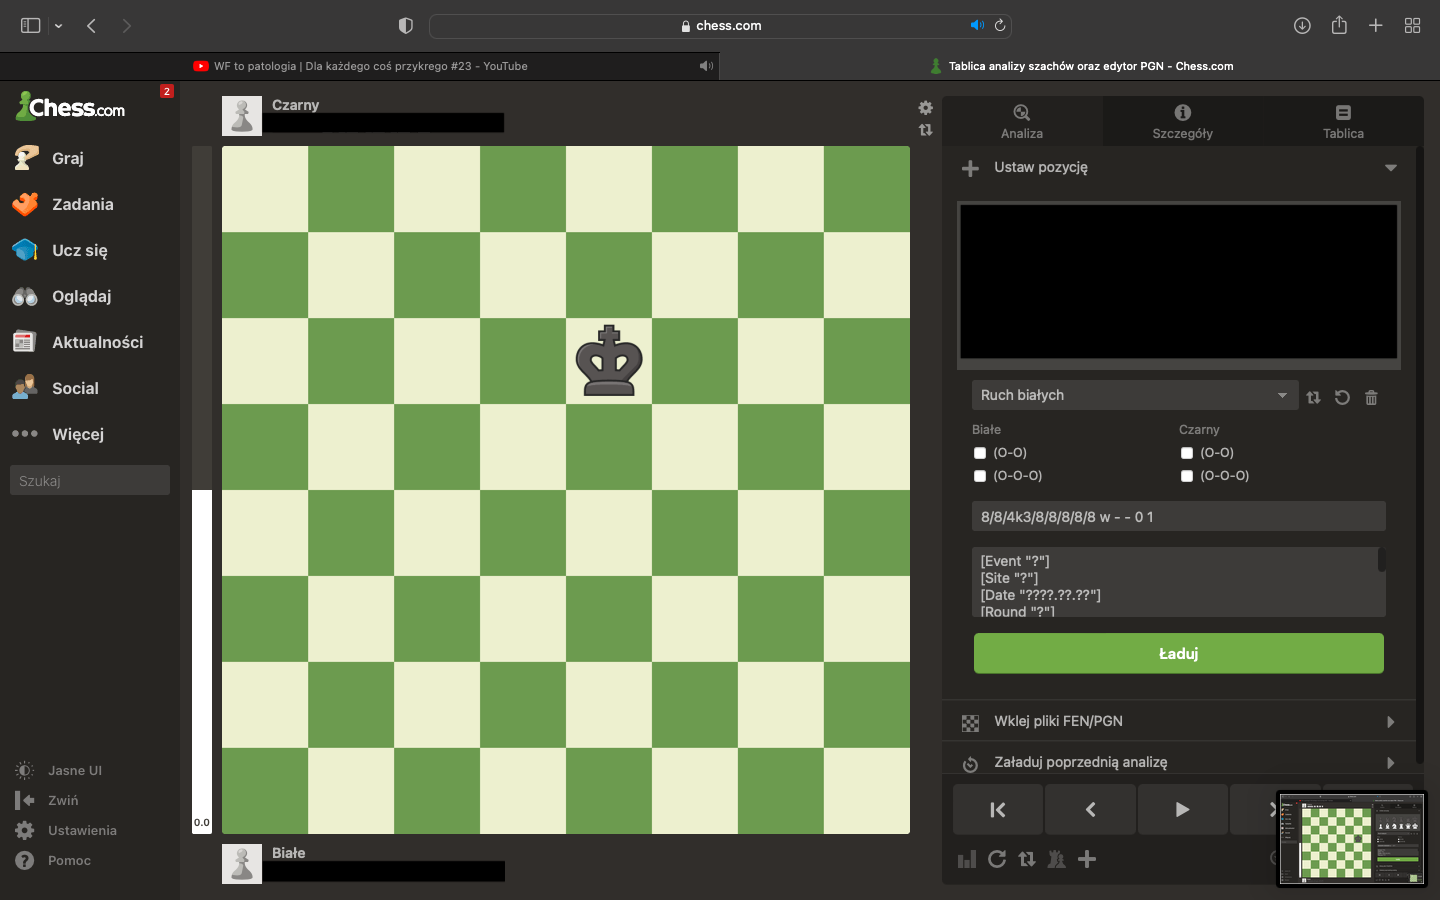 chess.com
WF to patologia | Dla każdego coś przykrego #23 - YouTube
Tablica analizy szachów oraz edytor PGN - Chess.com
Chess.com
2
Graj
Zadania
Ucz się
Oglądaj
Aktualności
Social
Więcej
Szukaj
Jasne UI
Zwiń
Ustawienia
Pomoc
Czarny
0.0
Białe
Analiza
Szczegóły
Tablica
Ustaw pozycję
Ruch białych
Białe
Czarny
(O-O)
(O-O)
(O-O-O)
(O-O-O)
8/8/4k3/8/8/8/8/8 w - - 0 1
[Event "?"]
[Site "?"]
[Date "????.??.??"]
[Round "?"]
Ładuj
Wklej pliki FEN/PGN
Załaduj poprzednią analizę